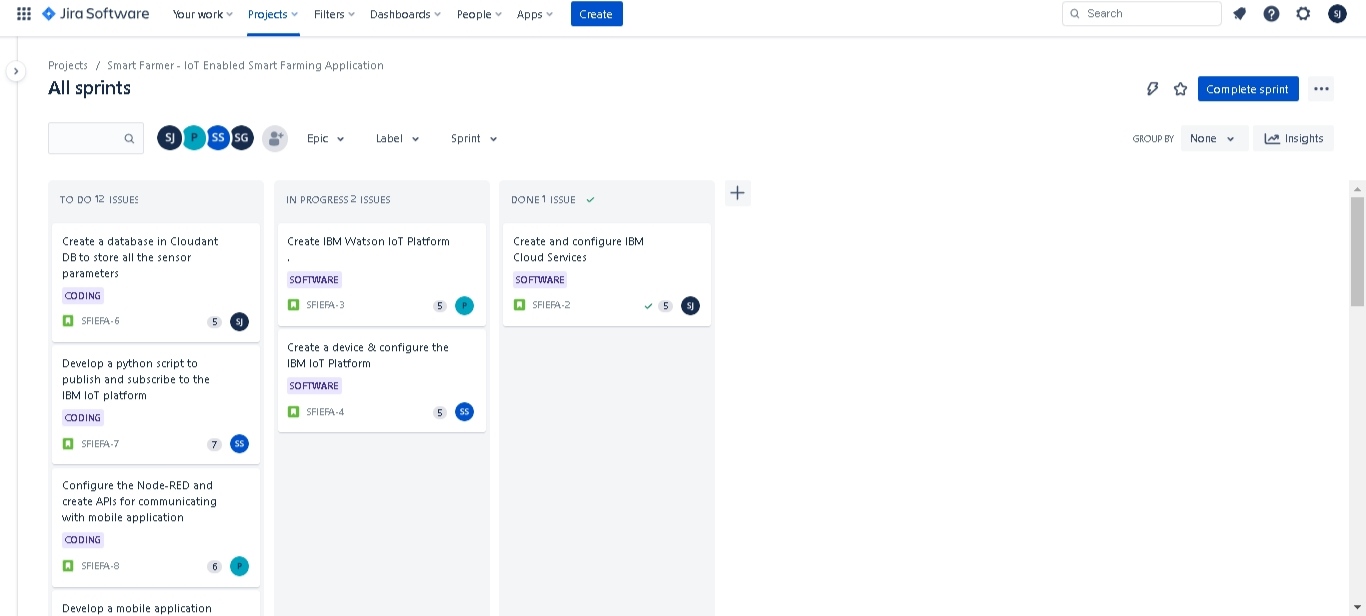 Jira Software Your work Projects Filters Dashboards People Apps Create Search SJ
Projects / Smart Farmer - IoT Enabled Smart Farming Application
All sprints
Complete sprint
SJ P SS SG Epic Label Sprint GROUP BY None Insights
TO DO 12 ISSUES
Create a database in Cloudant
DB to store all the sensor
parameters
CODING
SFIEFA-6 5 SJ
Develop a python script to
publish and subscribe to the
IBM IoT platform
CODING
SFIEFA-7 7 SS
Configure the Node-RED and
create APIs for communicating
with mobile application
CODING
SFIEFA-8 6 P
Develop a mobile application
IN PROGRESS 2 ISSUES
Create IBM Watson IoT Platform
.
SOFTWARE
SFIEFA-3 5 P
Create a device & configure the
IBM IoT Platform
SOFTWARE
SFIEFA-4 5 SS
DONE 1 ISSUE
Create and configure IBM
Cloud Services
SOFTWARE
SFIEFA-2 5 SJ